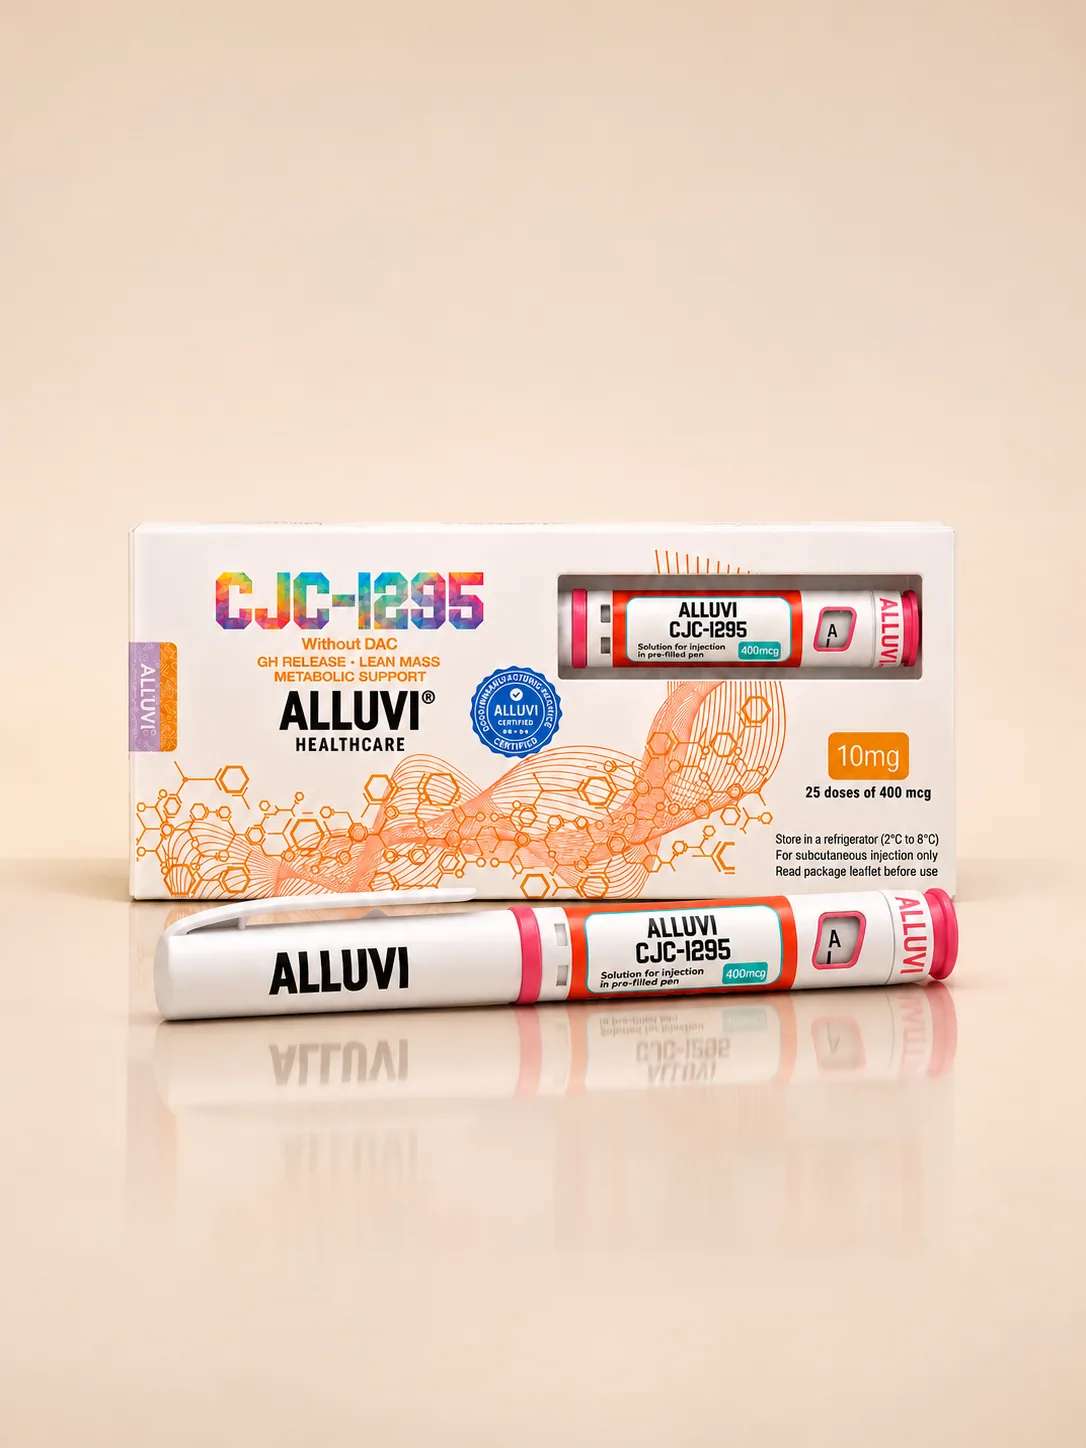 CJC-1295
Without DAC
GH RELEASE • LEAN MASS
METABOLIC SUPPORT
ALLUVI®
HEALTHCARE
ALLUVI®
ALLUVI
CERTIFIED
CERTIFIED
ALLUVI
CJC-1295
Solution for injection
in pre-filled pen
400mcg
A
ALLUVI
10mg
25 doses of 400 mcg
Store in a refrigerator (2°C to 8°C)
For subcutaneous injection only
Read package leaflet before use
ALLUVI
ALLUVI
CJC-1295
Solution for injection
in pre-filled pen
400mcg
A
ALLUVI